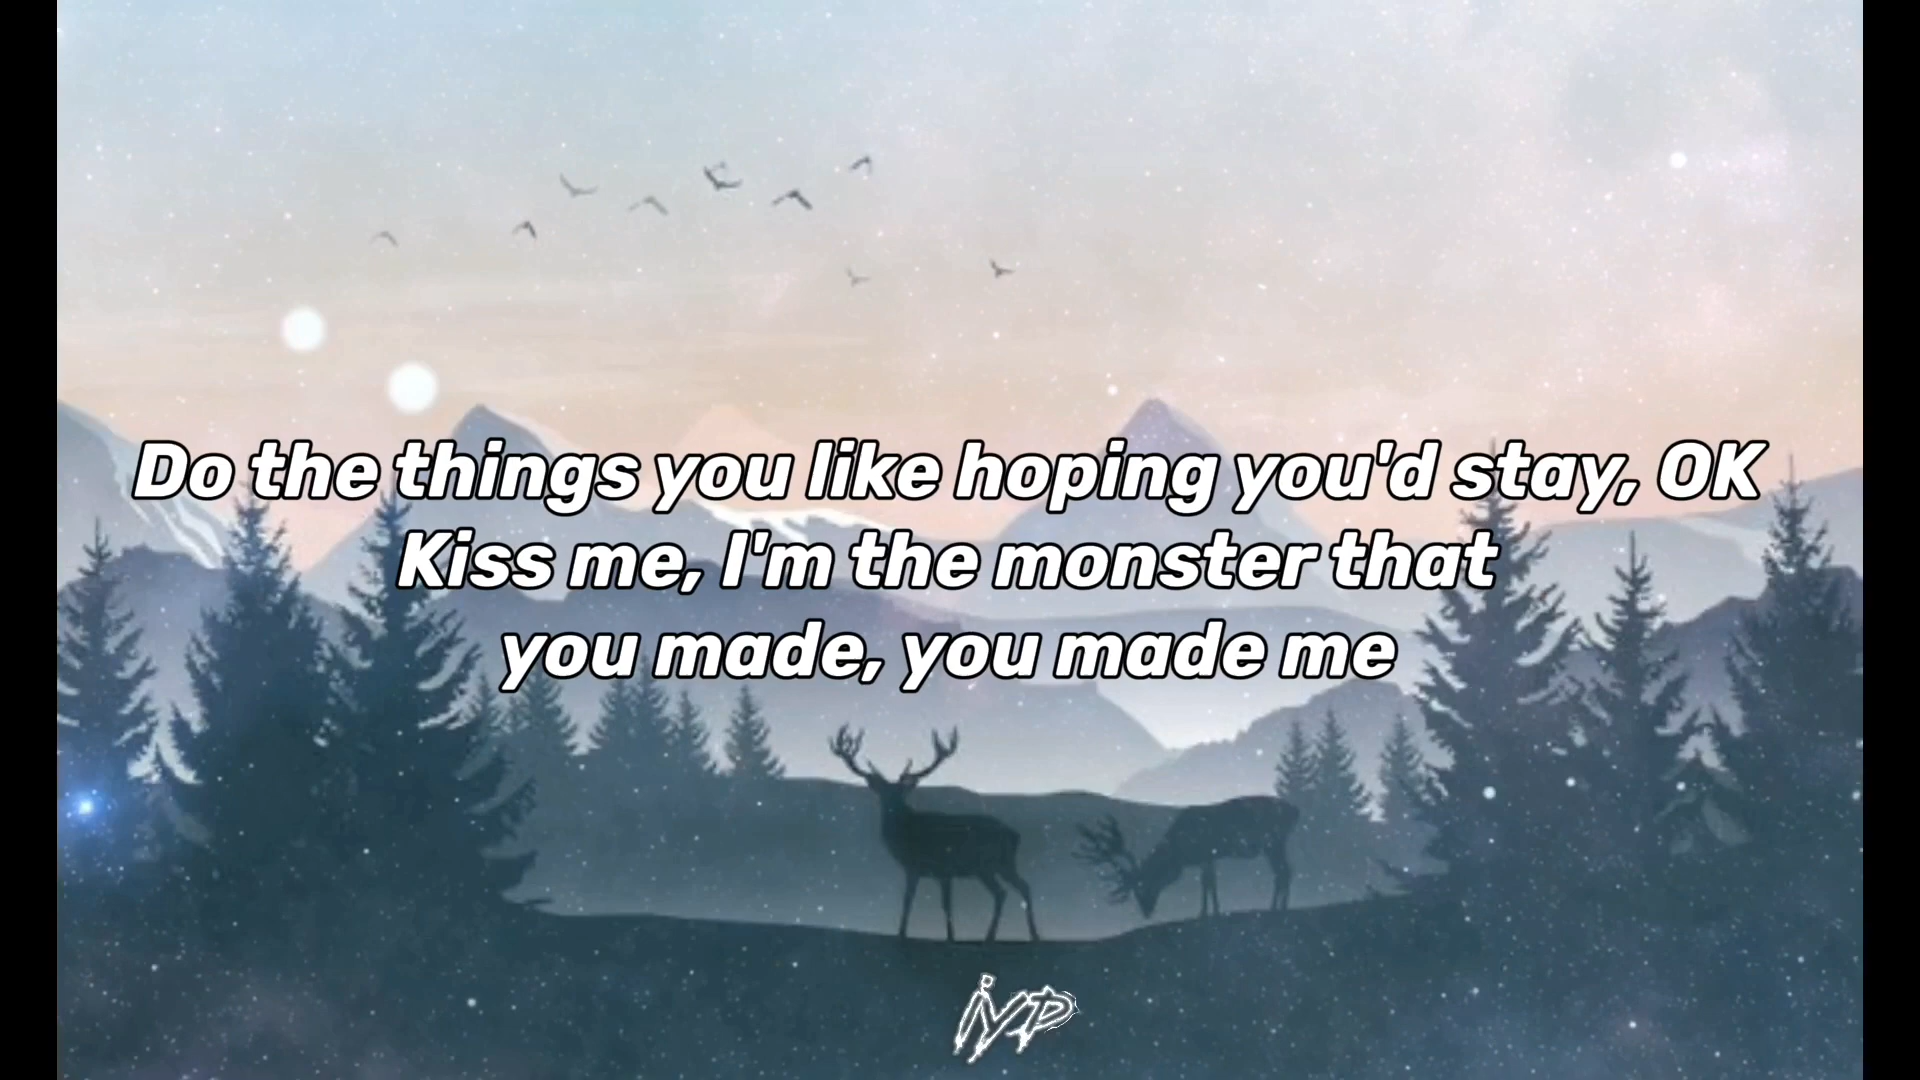 Do the things you like hoping you'd stay, OK
Kiss me, I'm the monster that
you made, you made me